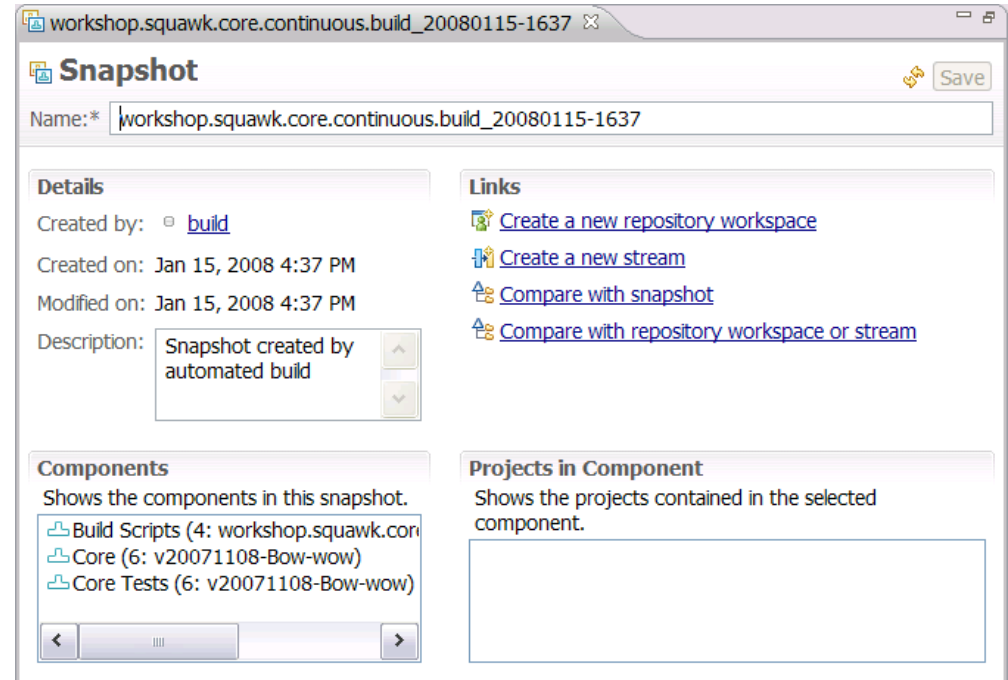 workshop.squawk.core.continuous.build_20080115-1637
Snapshot
Save
Name:* workshop.squawk.core.continuous.build_20080115-1637
Details
Created by: build
Created on: Jan 15, 2008 4:37 PM
Modified on: Jan 15, 2008 4:37 PM
Description: Snapshot created by
automated build
Links
Create a new repository workspace
Create a new stream
Compare with snapshot
Compare with repository workspace or stream
Components
Shows the components in this snapshot.
Build Scripts (4: workshop.squawk.core
Core (6: v20071108-Bow-wow)
Core Tests (6: v20071108-Bow-wow)
Projects in Component
Shows the projects contained in the selected
component.